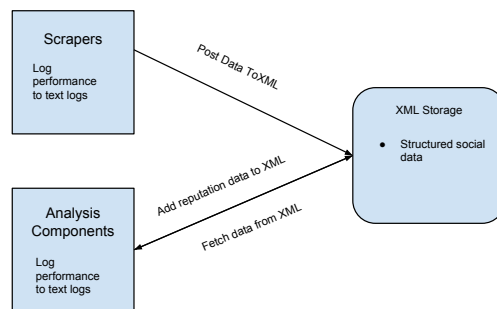 Scrapers
Log
performance
to text logs
Post Data ToXML
XML Storage
● Structured social
data
Add reputation data to XML
Fetch data from XML
Analysis
Components
Log
performance
to text logs